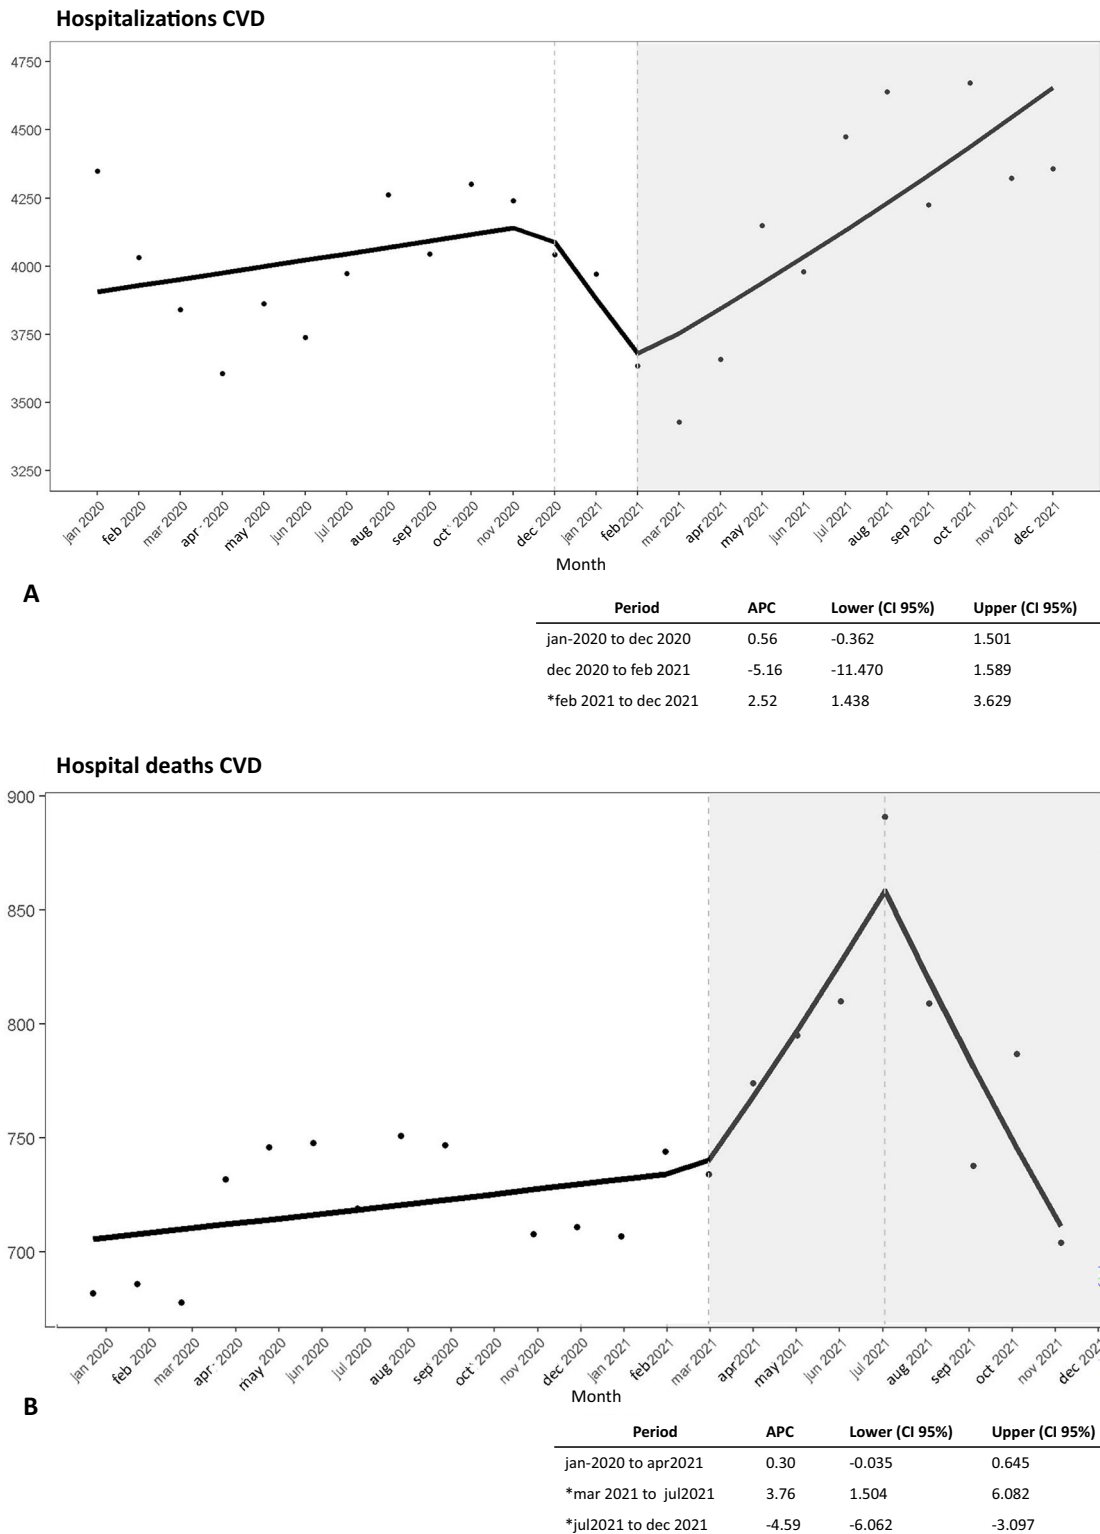 Hospitalizations CVD
4750
4500
4250
4000
3750
3500
3250
jan 2020
feb 2020
mar 2020
apr 2020
may 2020
jun 2020
jul 2020
aug 2020
sep 2020
oct 2020
nov 2020
dec 2020
jan 2021
feb 2021
mar 2021
apr 2021
may 2021
jun 2021
jul 2021
aug 2021
sep 2021
oct 2021
nov 2021
dec 2021
Month
A
Period APC Lower (CI 95%) Upper (CI 95%)
jan-2020 to dec 2020 0.56 -0.362 1.501
dec 2020 to feb 2021 -5.16 -11.470 1.589
*feb 2021 to dec 2021 2.52 1.438 3.629
Hospital deaths CVD
900
850
800
750
700
jan 2020
feb 2020
mar 2020
apr 2020
may 2020
jun 2020
jul 2020
aug 2020
sep 2020
oct 2020
nov 2020
dec 2020
jan 2021
feb 2021
mar 2021
apr 2021
may 2021
jun 2021
jul 2021
aug 2021
sep 2021
oct 2021
nov 2021
dec 202
Month
B
Period APC Lower (CI 95%) Upper (CI 95%)
jan-2020 to apr2021 0.30 -0.035 0.645
*mar 2021 to jul2021 3.76 1.504 6.082
*jul2021 to dec 2021 -4.59 -6.062 -3.097